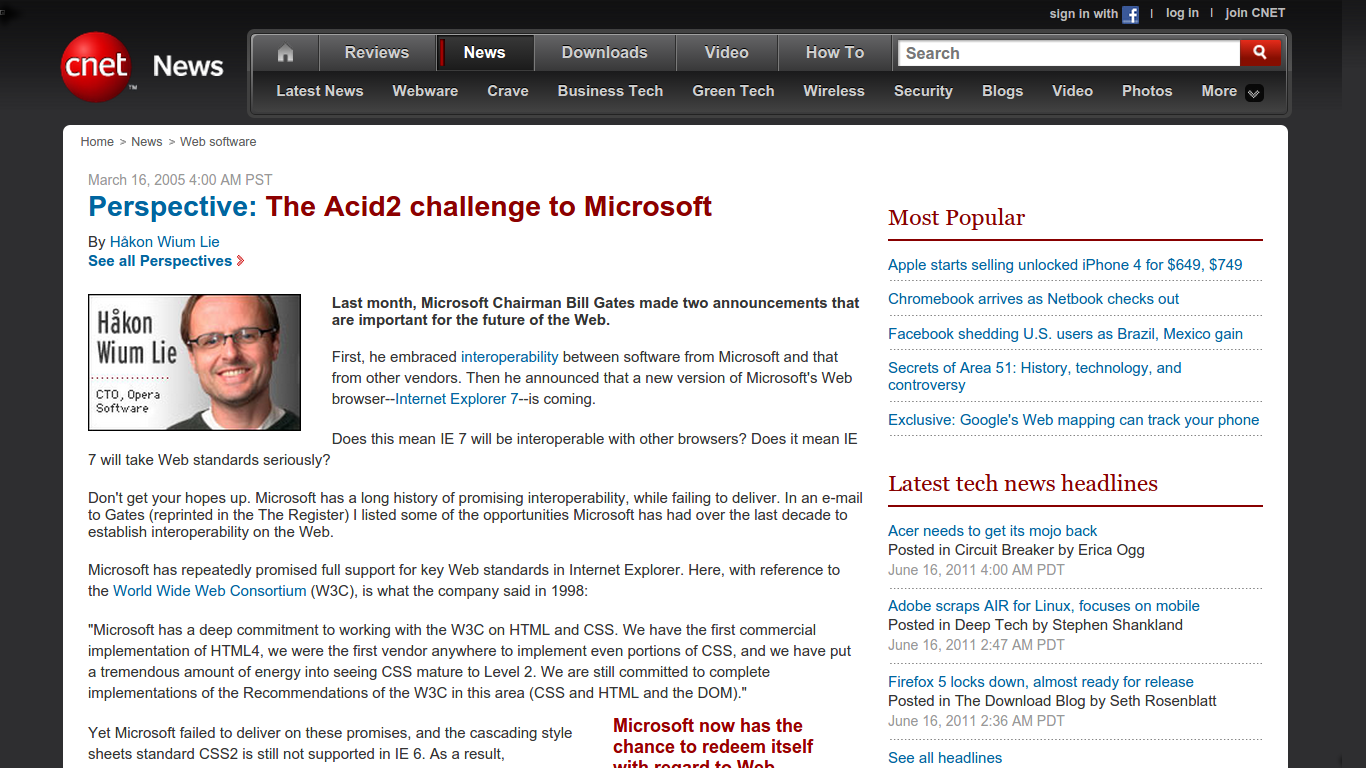 sign in with | log in | join CNET
cnet News
Reviews News Downloads Video How To Search
Latest News Webware Crave Business Tech Green Tech Wireless Security Blogs Video Photos More
Home > News > Web software
March 16, 2005 4:00 AM PST
Perspective: The Acid2 challenge to Microsoft
By Håkon Wium Lie
See all Perspectives
Håkon
Wium Lie
CTO, Opera
Software
Last month, Microsoft Chairman Bill Gates made two announcements that
are important for the future of the Web.
First, he embraced interoperability between software from Microsoft and that
from other vendors. Then he announced that a new version of Microsoft's Web
browser--Internet Explorer 7--is coming.
Does this mean IE 7 will be interoperable with other browsers? Does it mean IE
7 will take Web standards seriously?
Don't get your hopes up. Microsoft has a long history of promising interoperability, while failing to deliver. In an e-mail
to Gates (reprinted in the The Register) I listed some of the opportunities Microsoft has had over the last decade to
establish interoperability on the Web.
Microsoft has repeatedly promised full support for key Web standards in Internet Explorer. Here, with reference to
the World Wide Web Consortium (W3C), is what the company said in 1998:
"Microsoft has a deep commitment to working with the W3C on HTML and CSS. We have the first commercial
implementation of HTML4, we were the first vendor anywhere to implement even portions of CSS, and we have put
a tremendous amount of energy into seeing CSS mature to Level 2. We are still committed to complete
implementations of the Recommendations of the W3C in this area (CSS and HTML and the DOM)."
Yet Microsoft failed to deliver on these promises, and the cascading style
sheets standard CSS2 is still not supported in IE 6. As a result,
Microsoft now has the
chance to redeem itself
with regard to Web
Most Popular
Apple starts selling unlocked iPhone 4 for $649, $749
Chromebook arrives as Netbook checks out
Facebook shedding U.S. users as Brazil, Mexico gain
Secrets of Area 51: History, technology, and
controversy
Exclusive: Google's Web mapping can track your phone
Latest tech news headlines
Acer needs to get its mojo back
Posted in Circuit Breaker by Erica Ogg
June 16, 2011 4:00 AM PDT
Adobe scraps AIR for Linux, focuses on mobile
Posted in Deep Tech by Stephen Shankland
June 16, 2011 2:47 AM PDT
Firefox 5 locks down, almost ready for release
Posted in The Download Blog by Seth Rosenblatt
June 16, 2011 2:36 AM PDT
See all headlines